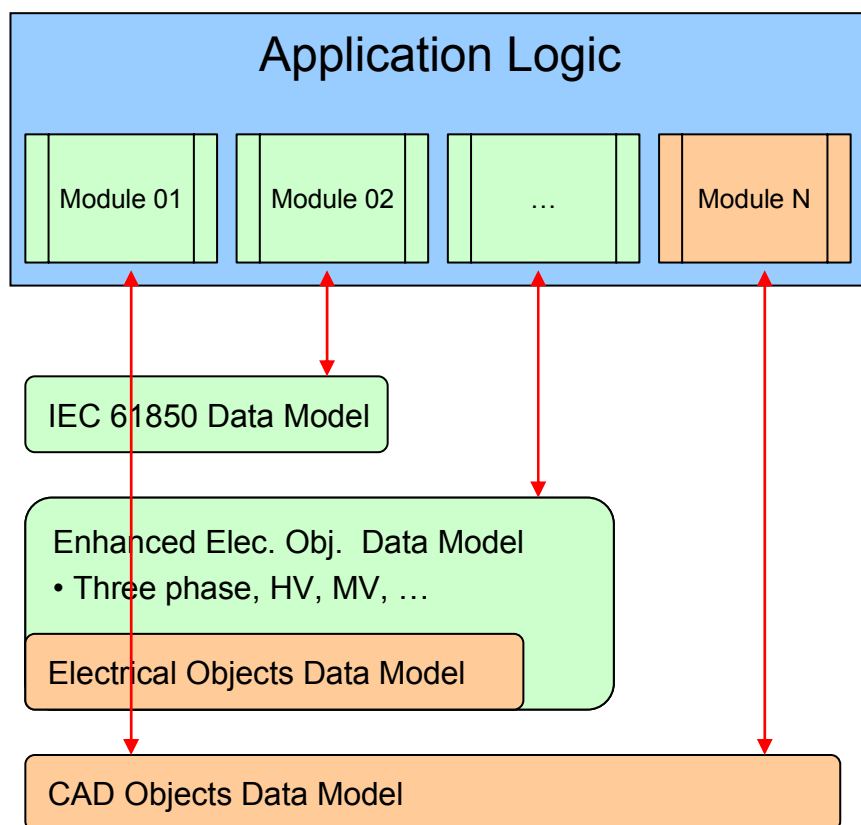 Application Logic
Module 01
Module 02
…
Module N
IEC 61850 Data Model
Enhanced Elec. Obj. Data Model
• Three phase, HV, MV, …
Electrical Objects Data Model
CAD Objects Data Model